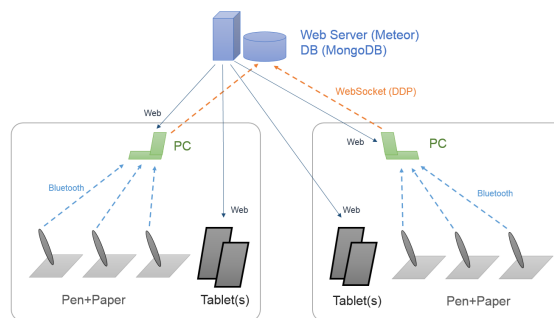 Web Server (Meteor)
DB (MongoDB)
WebSocket (DDP)
Web
PC
Bluetooth
Web
Pen+Paper
Tablet(s)
Web
PC
Bluetooth
Web
Tablet(s)
Pen+Paper